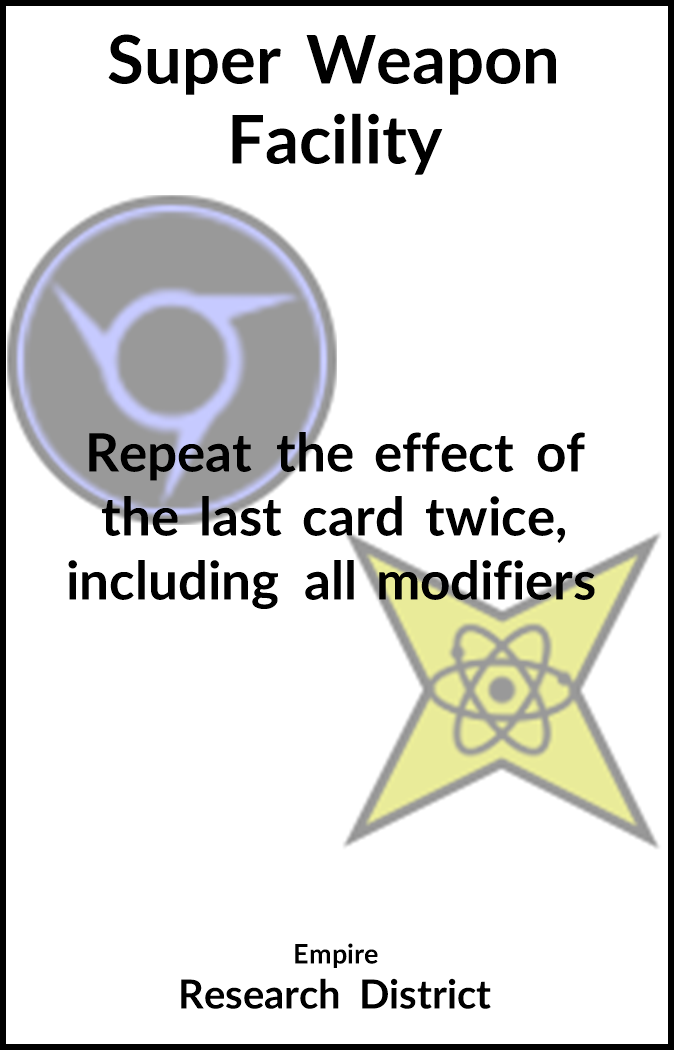 Super Weapon
Facility
Repeat the effect of
the last card twice,
including all modifiers
Empire
Research District